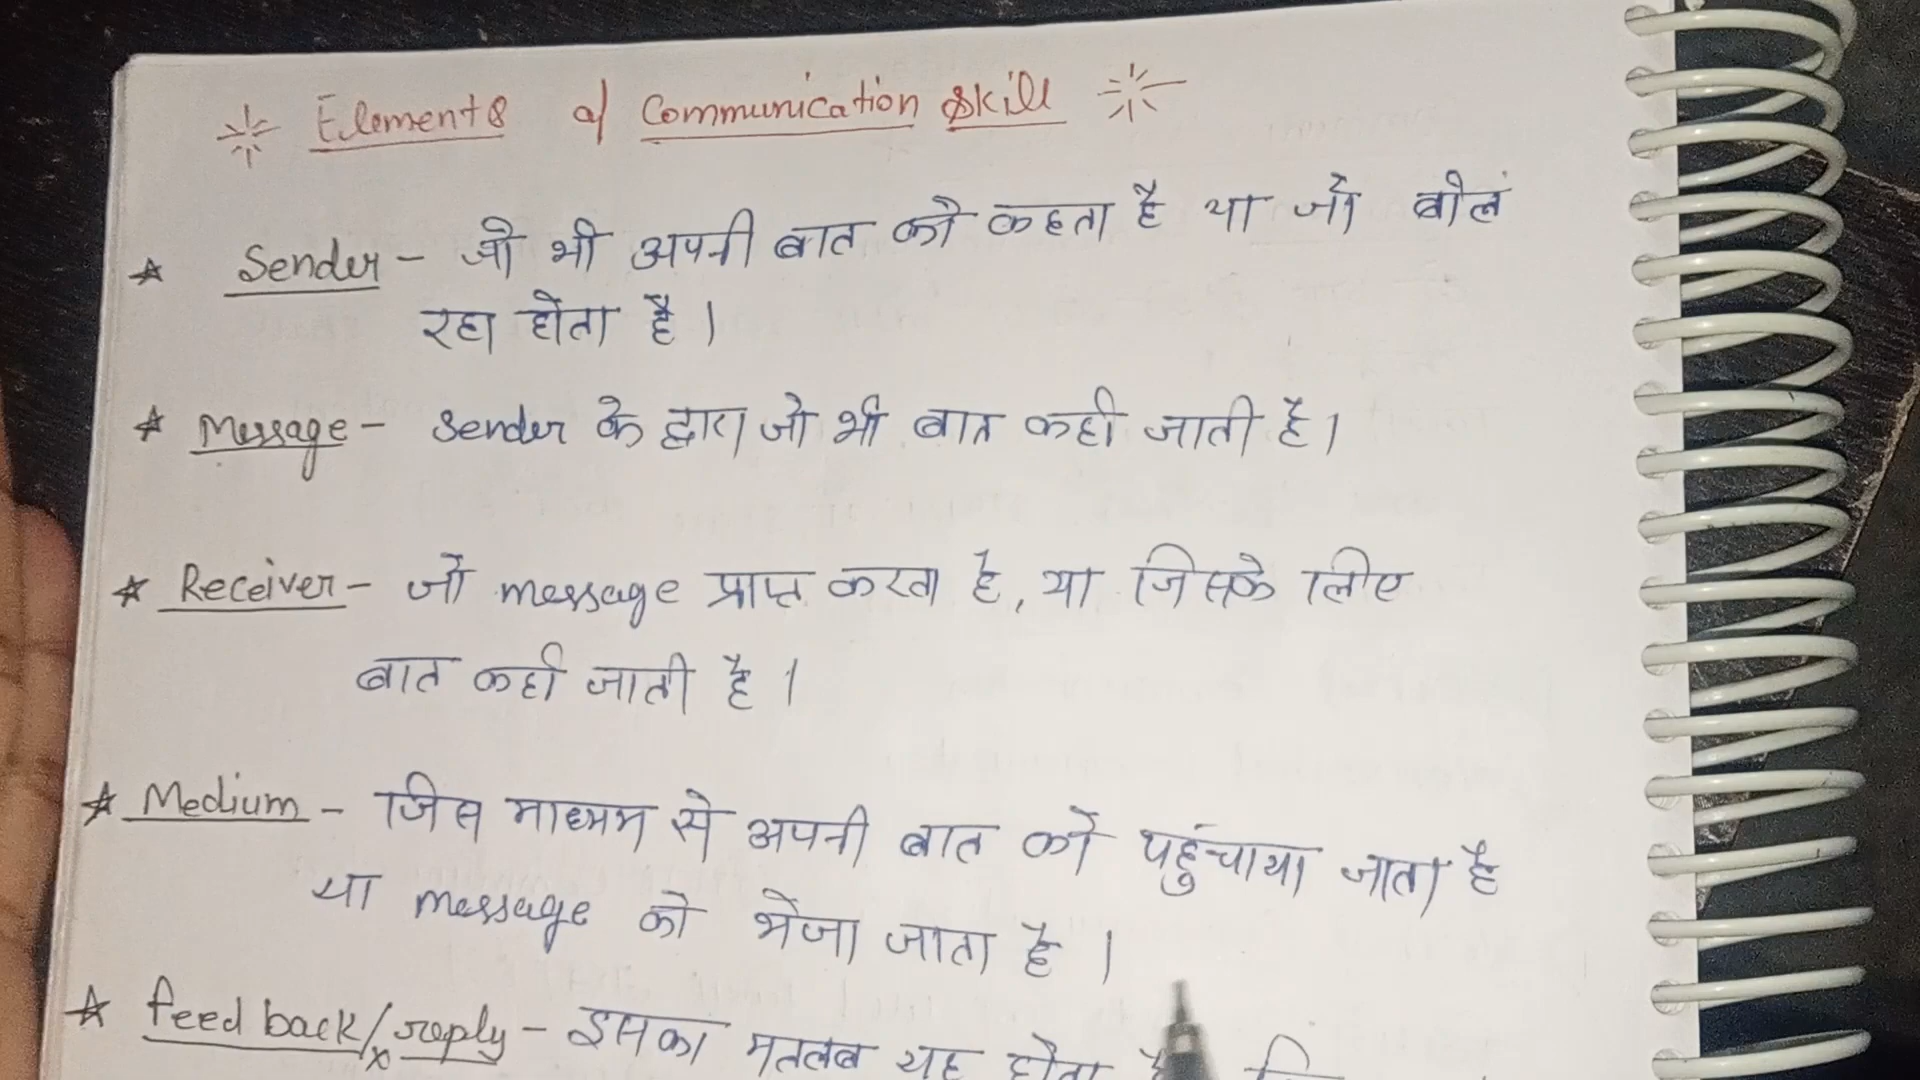 Elements of Communication Skill
Sender - जो भी अपनी बात को कहता है या जो बोल
रहा होता है।
Message - Sender के द्वारा जो भी बात कही जाती है।
Receiver - जो message प्राप्त करता है, या जिसके लिए
बात कही जाती है।
Medium - जिस माध्यम से अपनी बात को पहुंचाया जाता है
या message को भेजा जाता है।
feed back/reply - इसका मतलब यह होता है